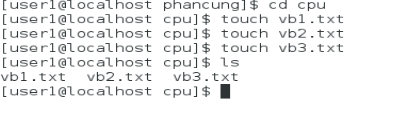 [user1@localhost phancung]$ cd cpu
[user1@localhost cpu]$ touch vb1.txt
[user1@localhost cpu]$ touch vb2.txt
[user1@localhost cpu]$ touch vb3.txt
[user1@localhost cpu]$ ls
vb1.txt  vb2.txt  vb3.txt
[user1@localhost cpu]$